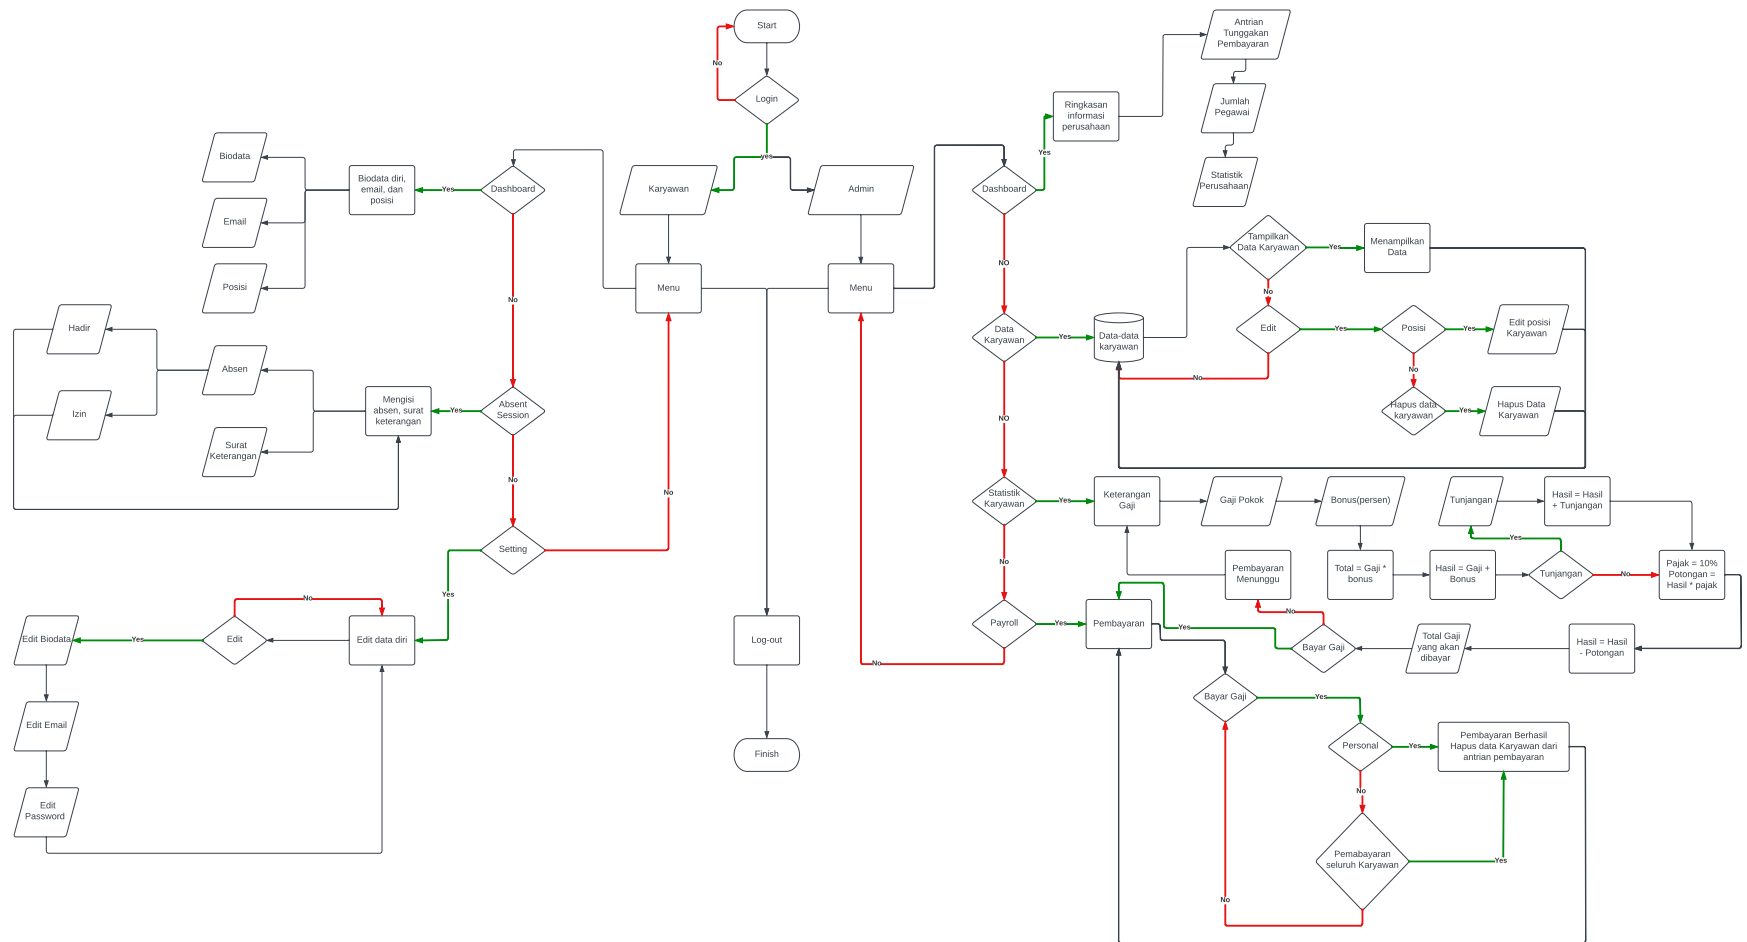 Start
No
Login
yes
Karyawan
Admin
Menu
Menu
Dashboard
Yes
Biodata diri,
email, dan
posisi
Biodata
Email
Posisi
No
Absent
Session
Yes
Mengisi
absen, surat
keterangan
Absen
Surat
Keterangan
Hadir
Izin
No
Setting
No
Yes
Edit data diri
Edit
No
Yes
Edit Biodata
Edit Email
Edit
Password
Log-out
Finish
Dashboard
Yes
Ringkasan
informasi
perusahaan
Antrian
Tunggakan
Pembayaran
Jumlah
Pegawai
Statistik
Perusahaan
NO
Data
Karyawan
Yes
Data-data
karyawan
Tampilkan
Data Karyawan
Yes
Menampilkan
Data
No
Edit
Yes
Posisi
Yes
Edit posisi
Karyawan
No
No
Hapus data
karyawan
Yes
Hapus Data
Karyawan
NO
Statistik
Karyawan
Yes
Keterangan
Gaji
Gaji Pokok
Bonus(persen)
Total = Gaji *
bonus
Hasil = Gaji +
Bonus
Tunjangan
Yes
Tunjangan
Hasil = Hasil
+ Tunjangan
No
Pajak = 10%
Potongan =
Hasil * pajak
Hasil = Hasil
- Potongan
Total Gaji
yang akan
dibayar
Bayar Gaji
No
Pembayaran
Menunggu
Yes
No
Payroll
Yes
Pembayaran
No
Bayar Gaji
Yes
Personal
Yes
Pembayaran Berhasil
Hapus data Karyawan dari
antrian pembayaran
No
Pemabayaran
seluruh Karyawan
Yes
No